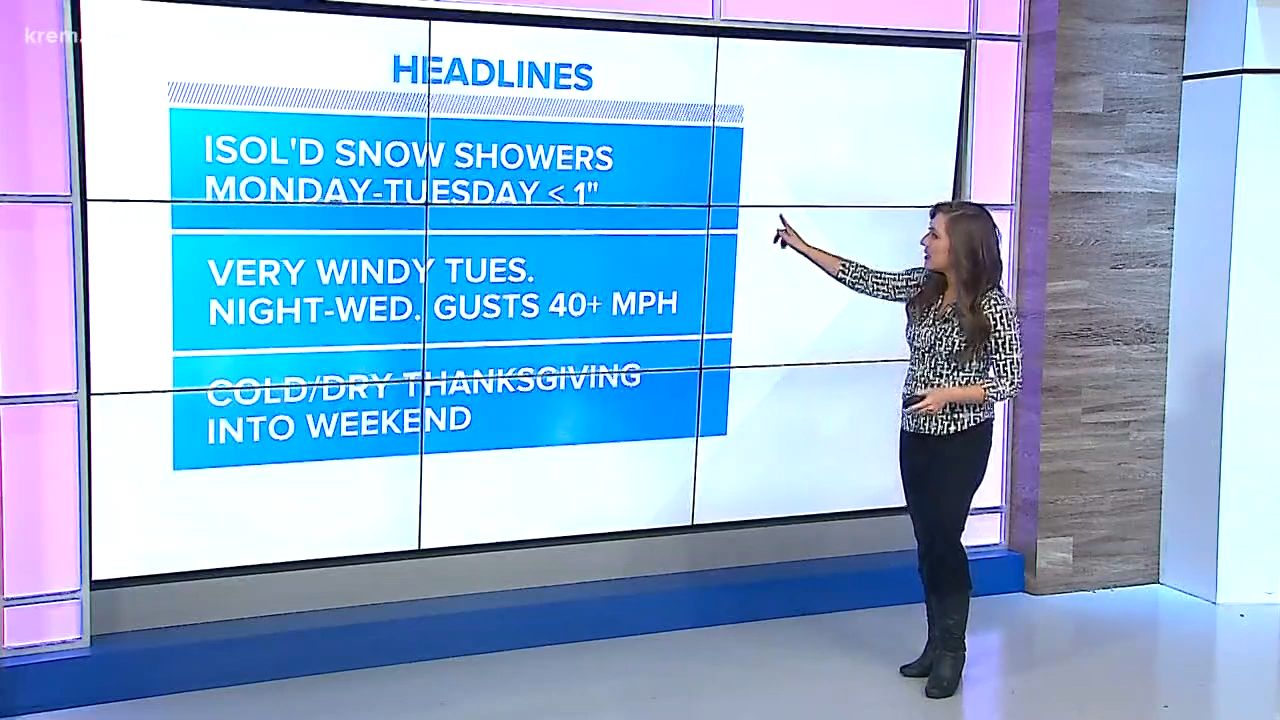 krem.
HEADLINES
ISOL'D SNOW SHOWERS
MONDAY-TUESDAY < 1"
VERY WINDY TUES.
NIGHT-WED. GUSTS 40+ MPH
COLD/DRY THANKSGIVING
INTO WEEKEND